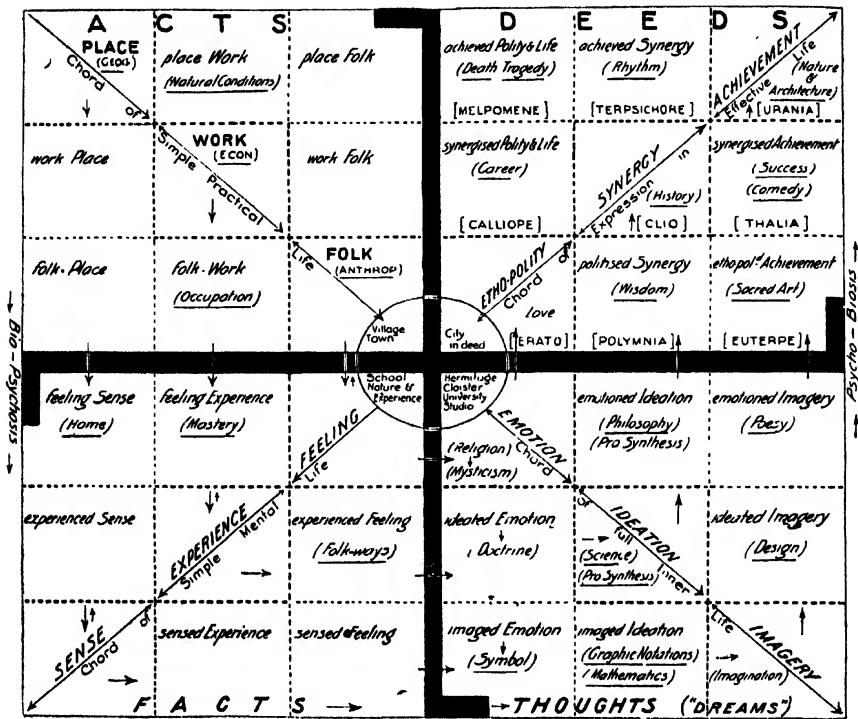 A C T S
D E E D S
PLACE
(GEOG)
Chord of
place Work
(Natural Conditions)
place Folk
achieved Polity & Life
(Death Tragedy)
[MELPOMENE]
achieved Synergy
(Rhythm)
[TERPSICHORE]
ACHIEVEMENT
Effective Life
(Nature
&
Architecture)
[URANIA]
work Place
WORK
(ECON)
Simple Practical
work Folk
synergised Polity & Life
(Career)
[CALLIOPE]
SYNERGY
Expression in
(History)
[CLIO]
synergised Achievement
(Success)
(Comedy)
[THALIA]
folk-Place
Folk-Work
(Occupation)
FOLK
(ANTHROP)
Life
ETHO-POLITY
Chord of
love
[ERATO]
politised Synergy
(Wisdom)
[POLYMNIA]
ethopold Achievement
(Sacred Art)
[EUTERPE]
Village
Town
City
in deed
School
Nature &
Experience
Hermitage
Cloister
University
Studio
Bio-Psychosis
Psycho-Biosis
feeling Sense
(Home)
feeling Experience
(Mastery)
FEELING
Life
EMOTION
Chord
(Religion)
(Mysticism)
emotioned Ideation
(Philosophy)
(Pro Synthesis)
emotioned Imagery
(Poesy)
experienced Sense
EXPERIENCE
Simple Mental
experienced Feeling
(Folk-ways)
ideated Emotion
(Doctrine)
IDEATION
of full Inner
(Science)
(Pro Synthesis)
ideated Imagery
(Design)
SENSE
Chord of
sensed Experience
sensed Feeling
imaged Emotion
(Symbol)
imaged Ideation
(Graphic Notations)
(Mathematics)
IMAGERY
Life
(Imagination)
F A C T S
THOUGHTS ("DREAMS")